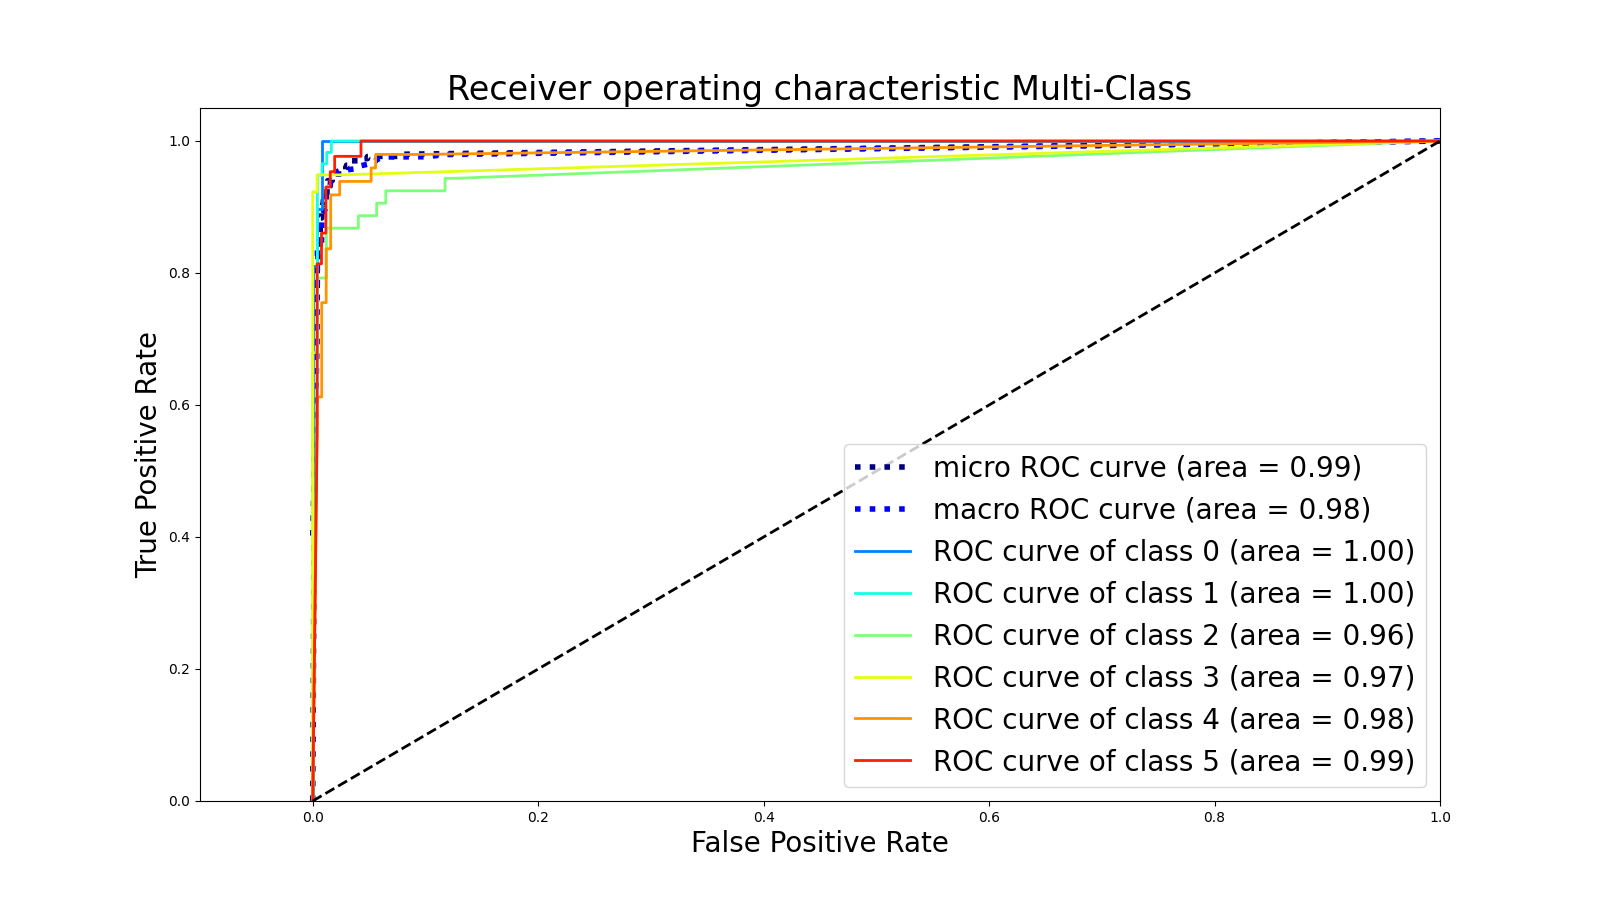 Receiver operating characteristic Multi-Class
1.0
0.8
0.6
0.4
0.2
0.0
True Positive Rate
micro ROC curve (area = 0.99)
macro ROC curve (area = 0.98)
ROC curve of class 0 (area = 1.00)
ROC curve of class 1 (area = 1.00)
ROC curve of class 2 (area = 0.96)
ROC curve of class 3 (area = 0.97)
ROC curve of class 4 (area = 0.98)
ROC curve of class 5 (area = 0.99)
0.0 0.2 0.4 0.6 0.8 1.0
False Positive Rate